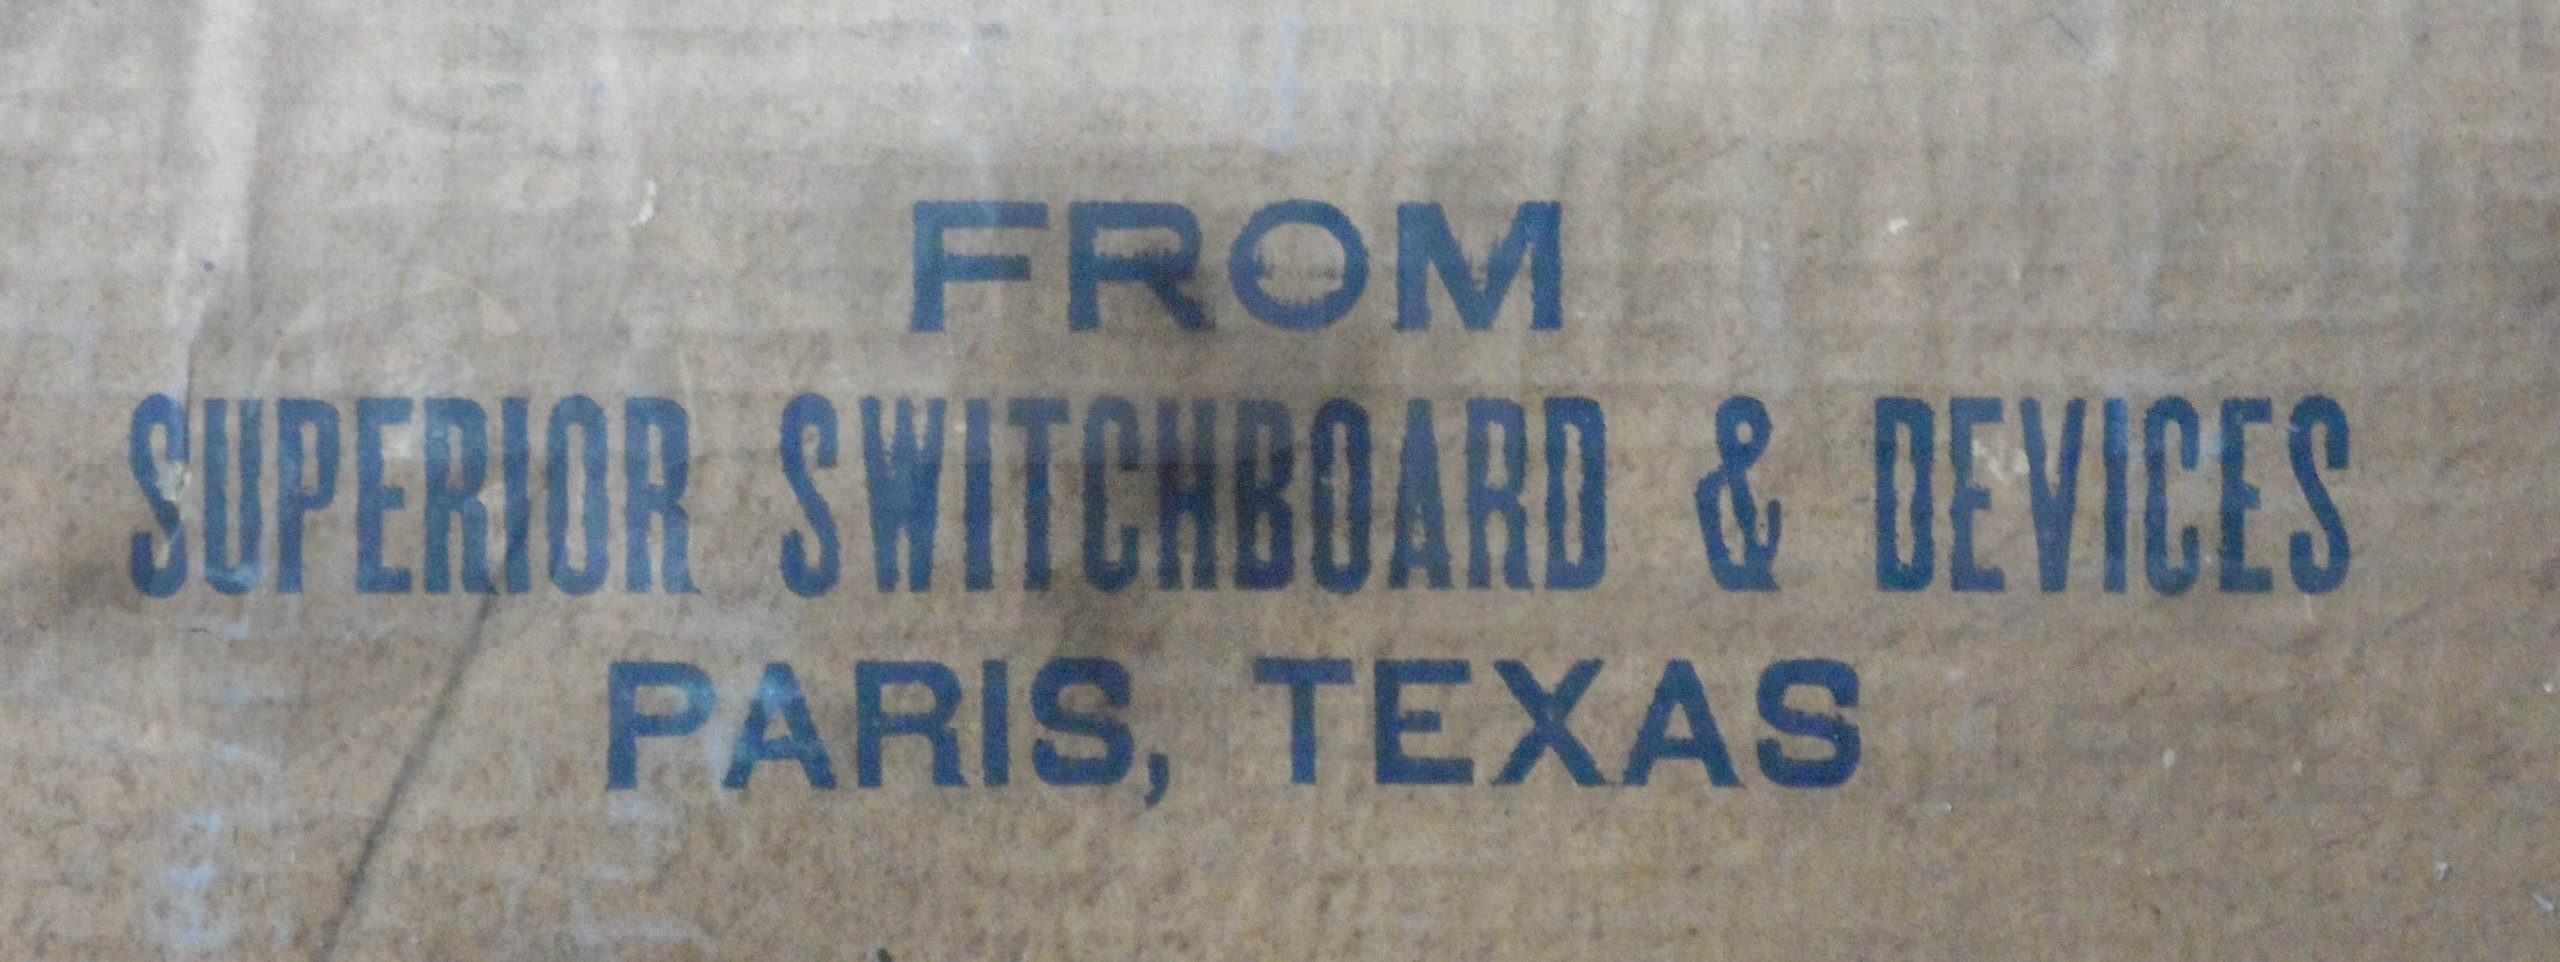 FROM
SUPERIOR SWITCHBOARD & DEVICES
PARIS, TEXAS